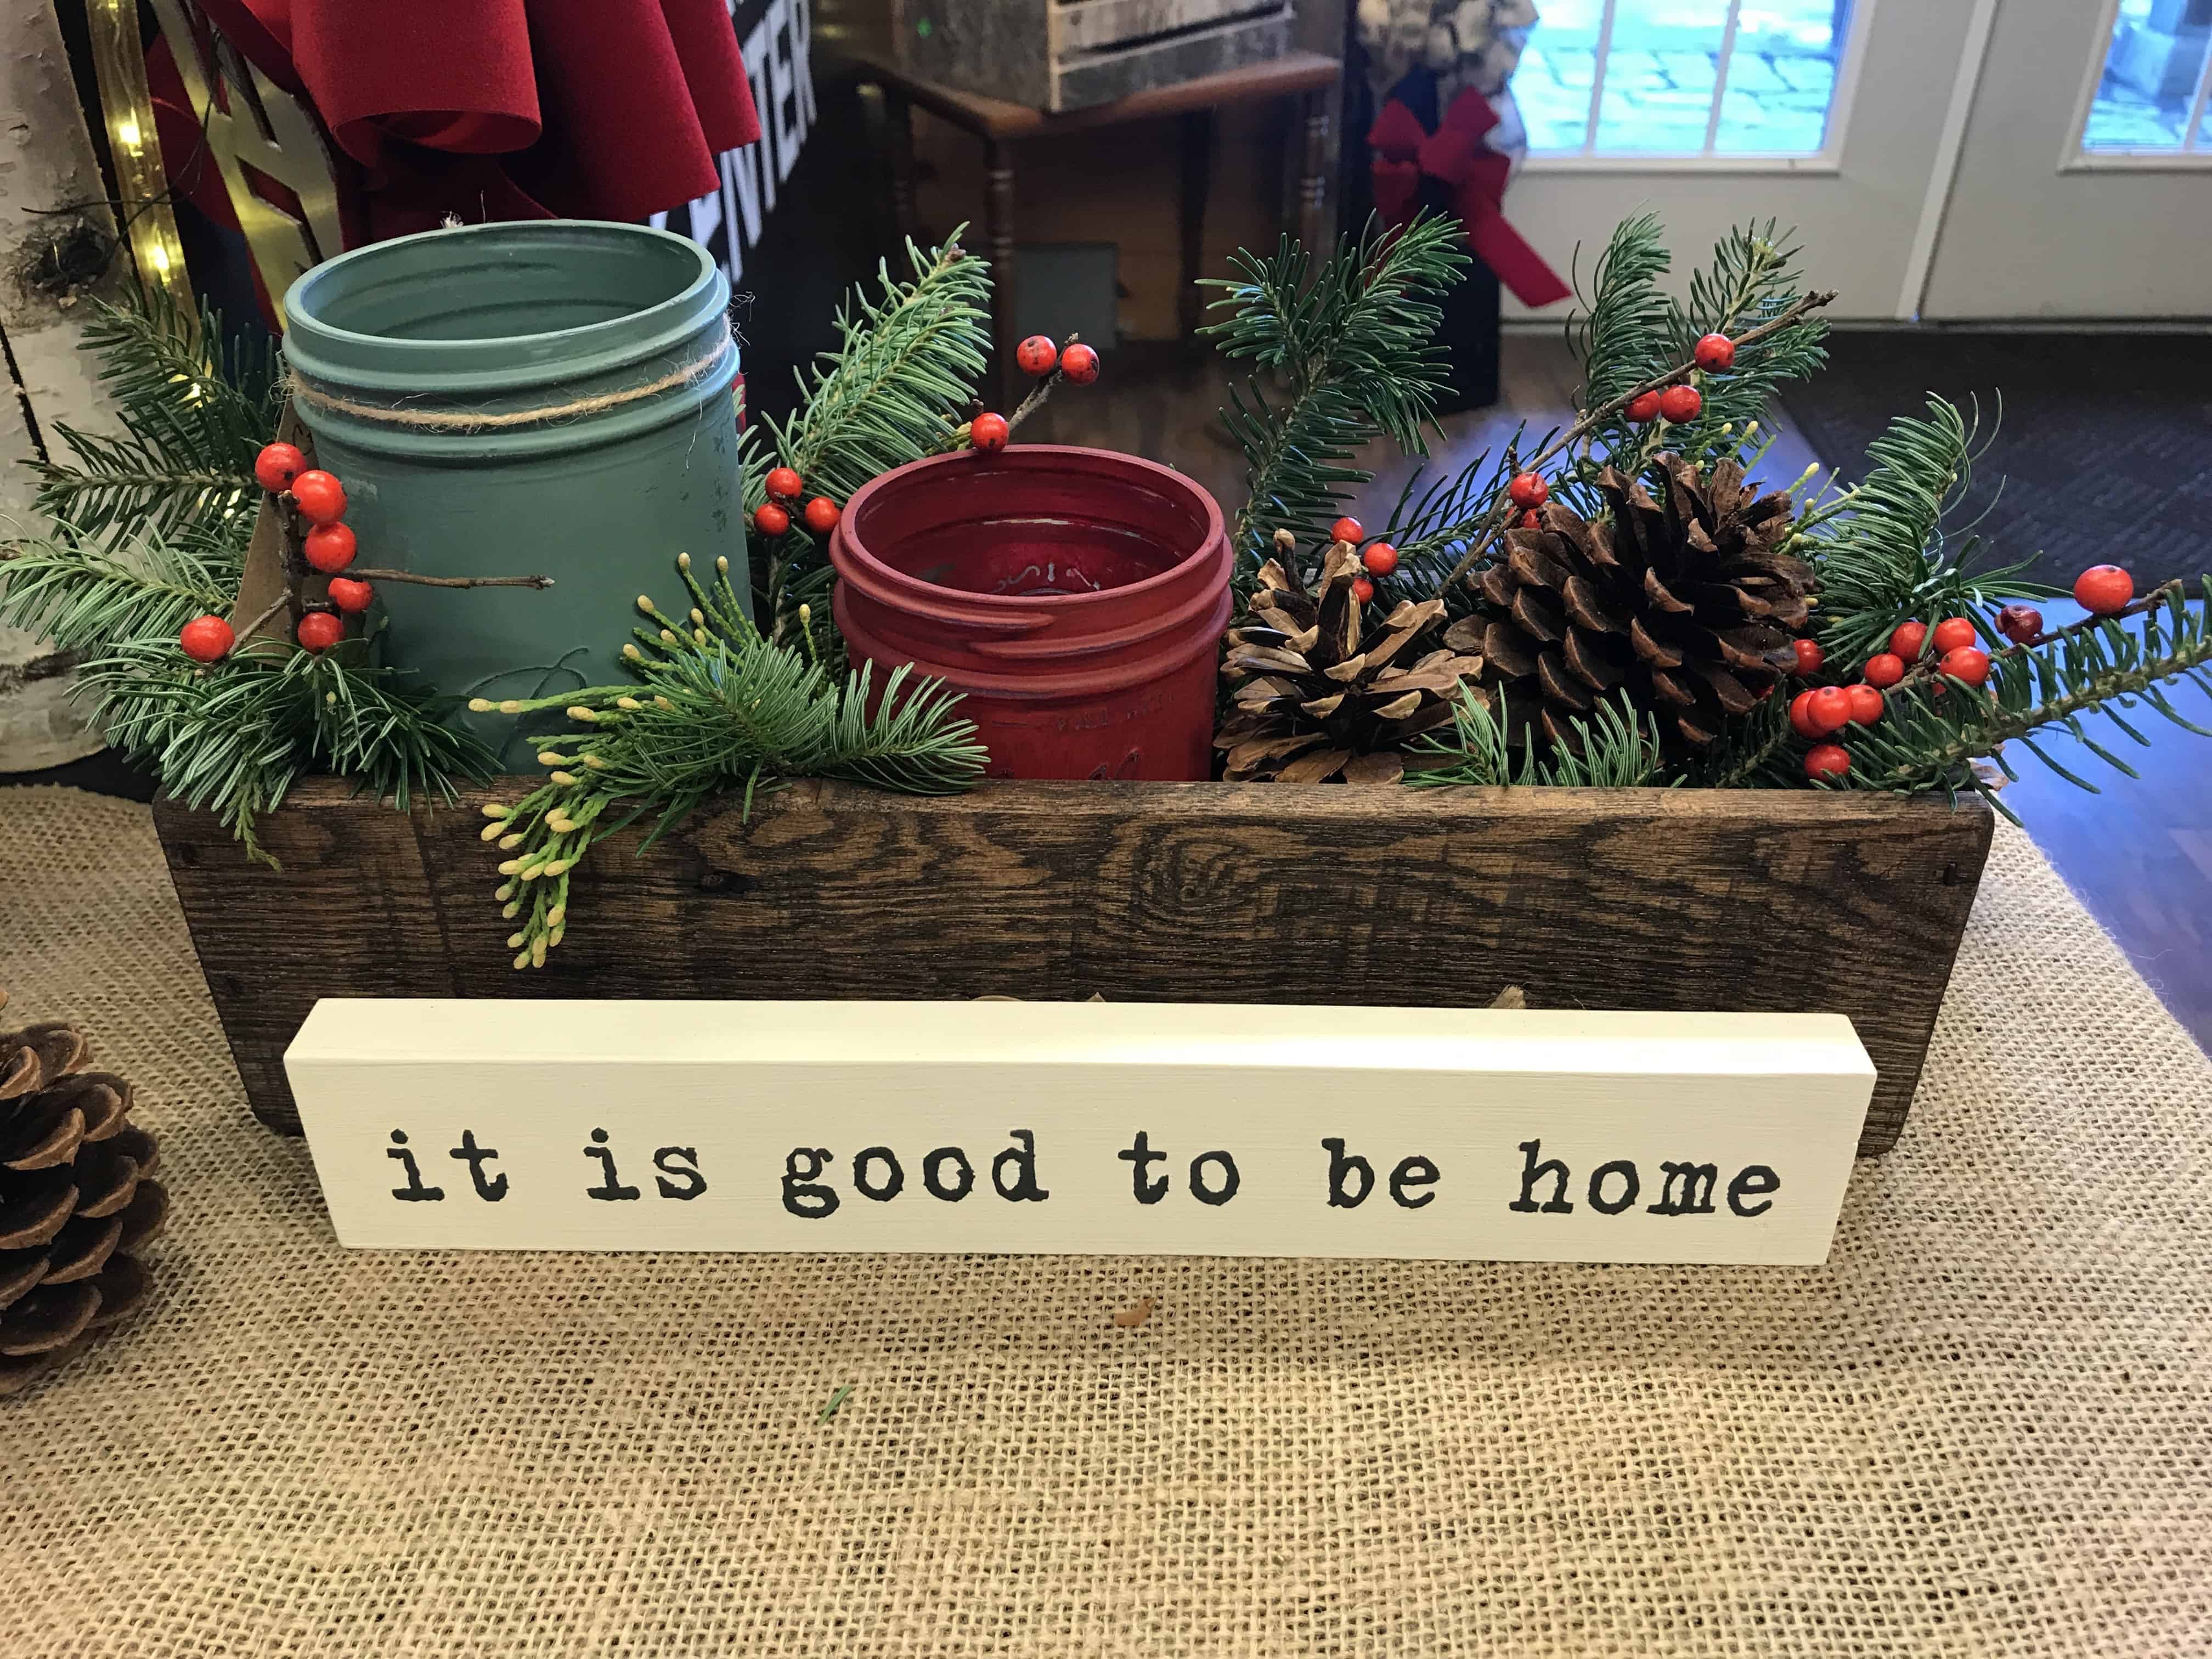 it is good to be home